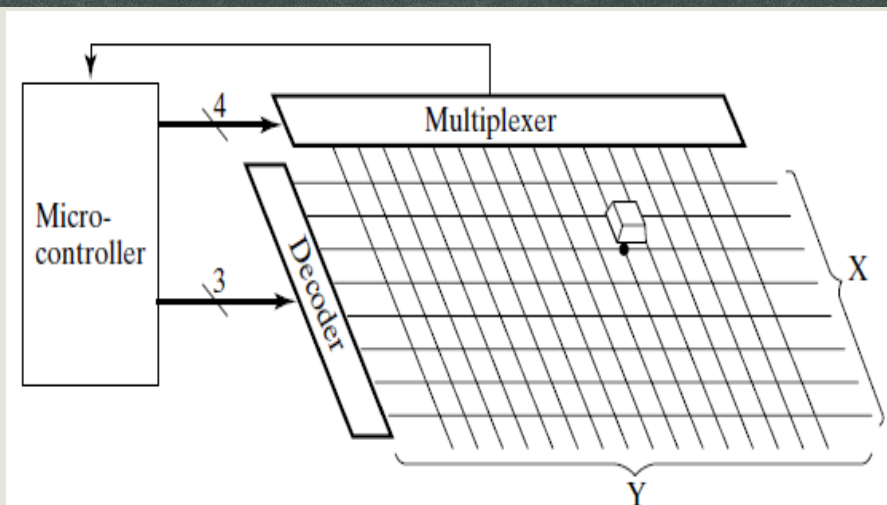 4
Multiplexer
Micro-
controller
Decoder
3
X
Y